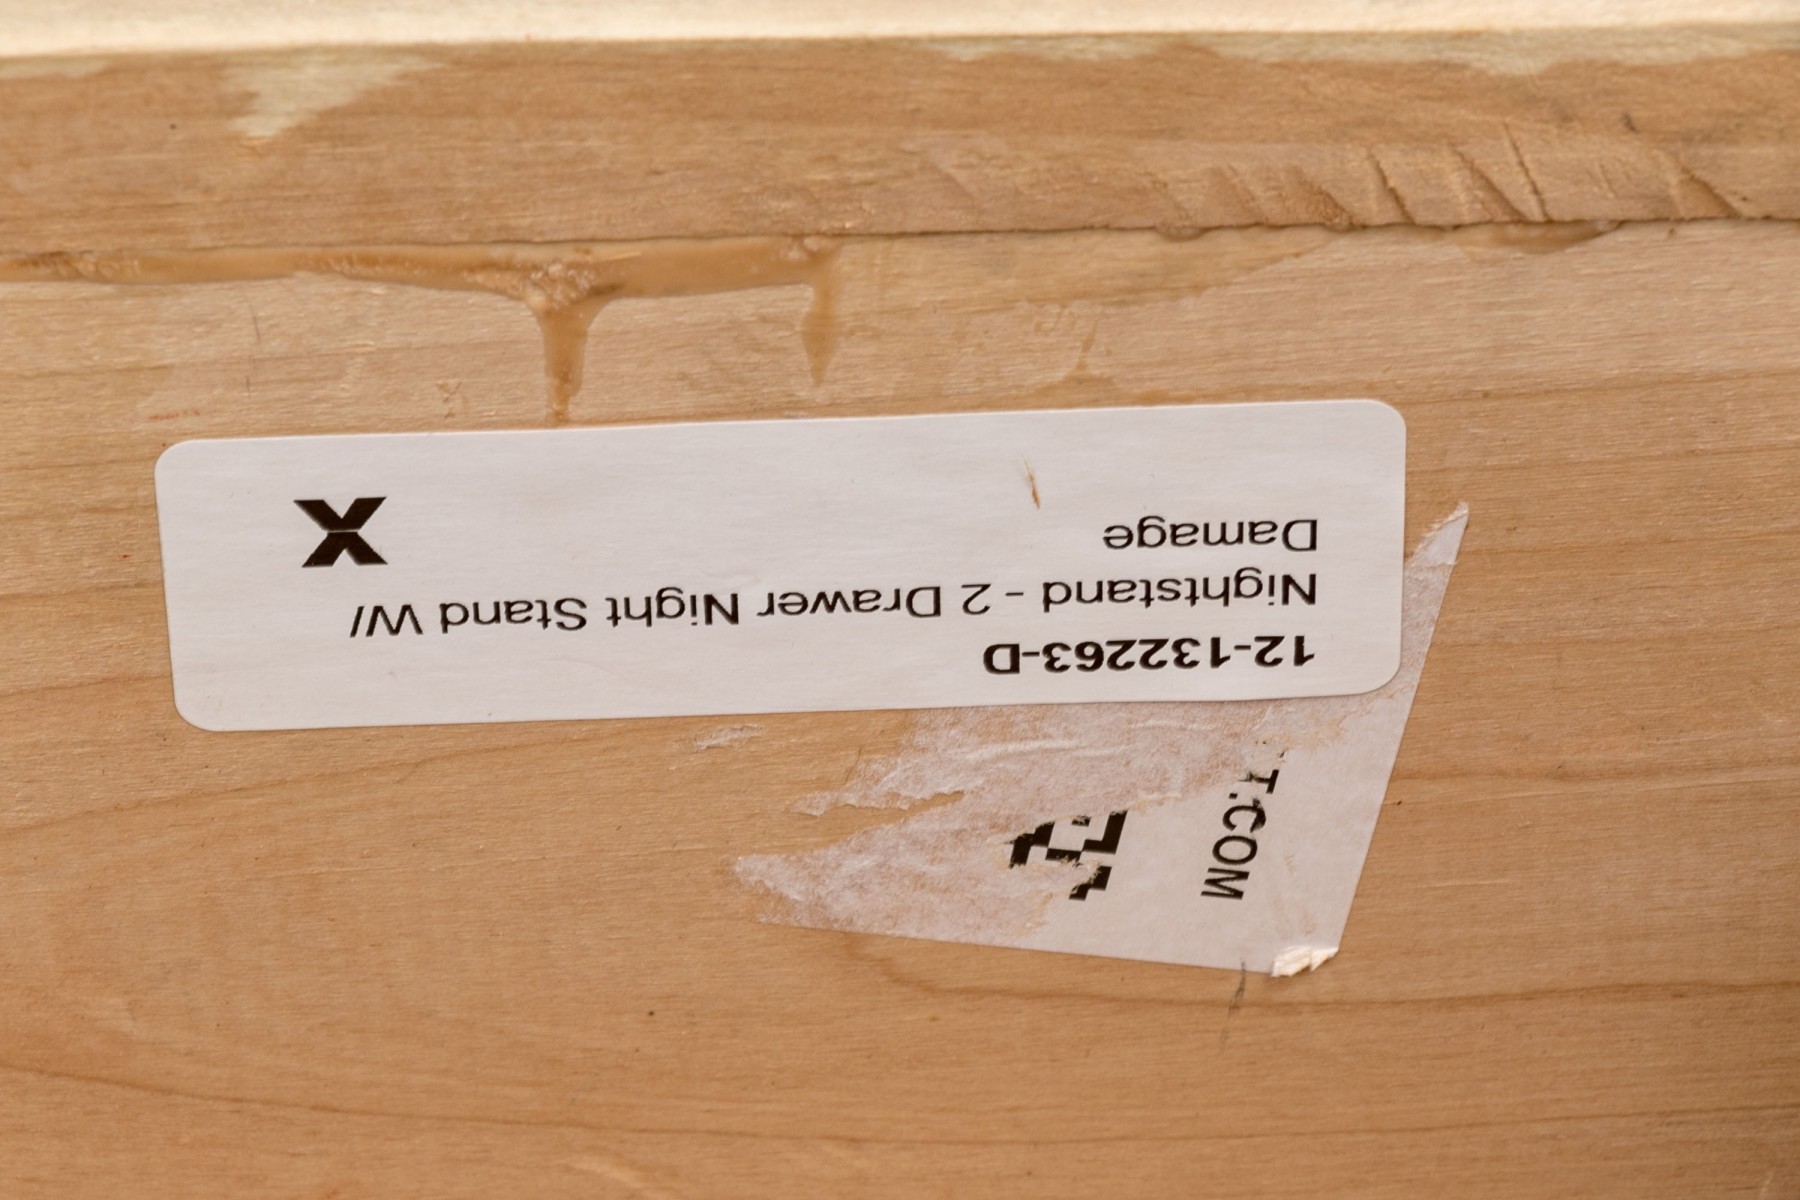 12-132263-D
Nightstand - 2 Drawer Night Stand W/
Damage
X
T.COM